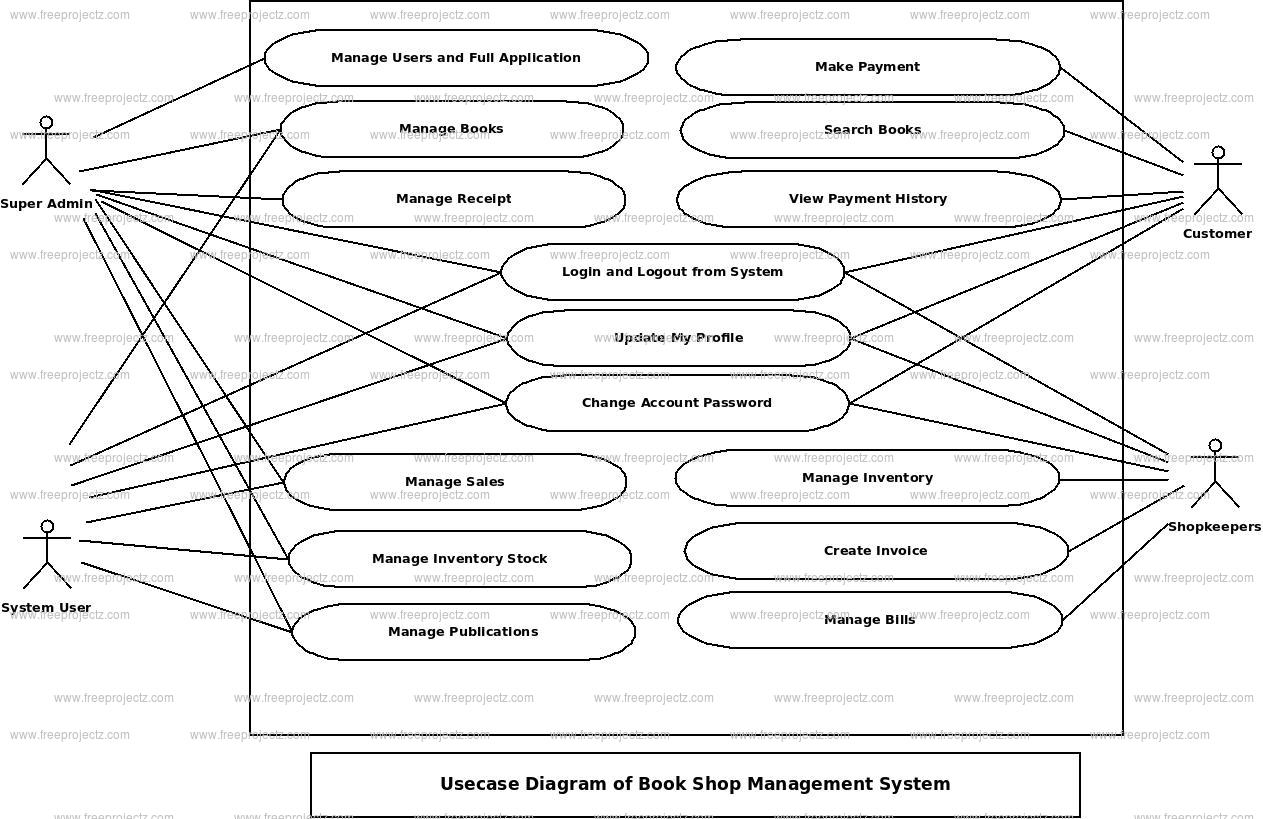 www.freeprojectz.com
Manage Users and Full Application
Make Payment
Manage Books
Search Books
Super Admin
Manage Receipt
View Payment History
Customer
Login and Logout from System
Update My Profile
Change Account Password
Manage Sales
Manage Inventory
Shopkeepers
Manage Inventory Stock
Create Invoice
System User
Manage Publications
Manage Bills
Usecase Diagram of Book Shop Management System